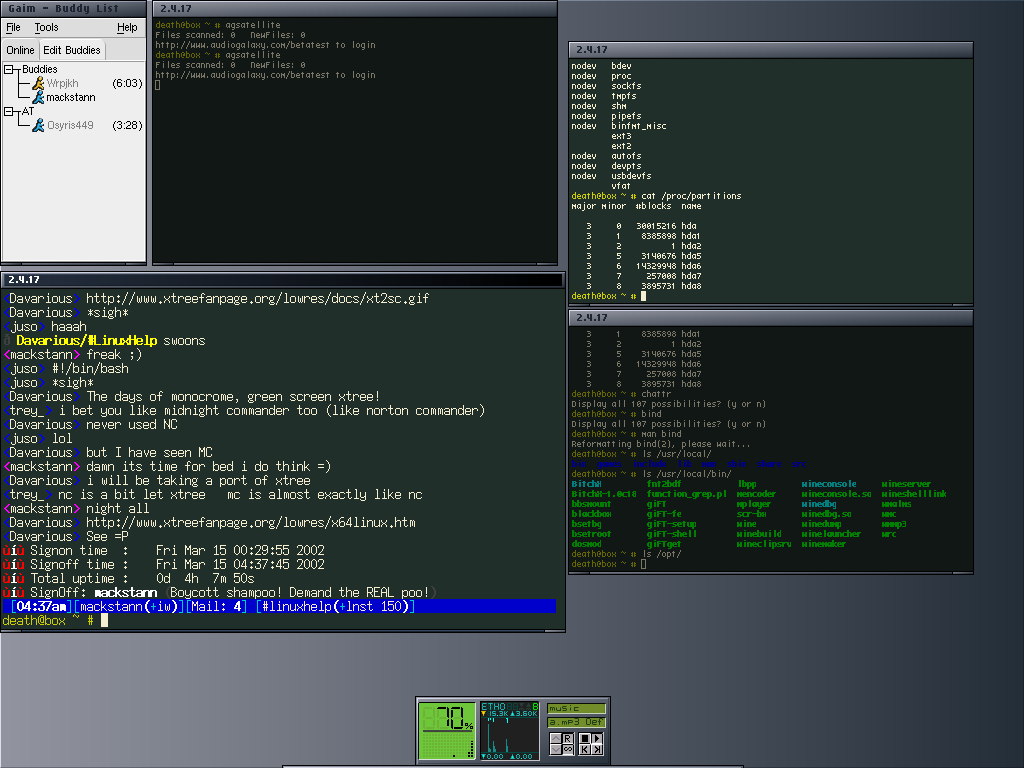 Gaim - Buddy List
File Tools Help
Online Edit Buddies
Buddies
Wrpjkh (6:03)
mackstann
AT
Osyris449 (3:28)
2.4.17
death@box ~ # agsatellite
Files scanned: 0 NewFiles: 0
http://www.audiogalaxy.com/betatest to login
death@box ~ # agsatellite
Files scanned: 0 NewFiles: 0
http://www.audiogalaxy.com/betatest to login
2.4.17
nodev bdev
nodev proc
nodev sockfs
nodev tmpfs
nodev shm
nodev pipefs
nodev binfmt_misc
ext3
ext2
nodev autofs
nodev devpts
nodev usbdevfs
vfat
death@box ~ # cat /proc/partitions
major minor #blocks name
3 0 30015216 hda
3 1 8385898 hda1
3 2 1 hda2
3 5 3140676 hda5
3 6 14329948 hda6
3 7 257008 hda7
3 8 3895731 hda8
death@box ~ #
2.4.17
<Davarious> http://www.xtreefanpage.org/lowres/docs/xt2sc.gif
<Davarious> *sigh*
<juso> haaah
Davarious/#LinuxHelp swoons
<mackstann> freak ;)
<juso> #!/bin/bash
<juso> *sigh*
<Davarious> The days of monocrome, green screen xtree!
<trey_> i bet you like midnight commander too (like norton commander)
<Davarious> never used NC
<juso> lol
<Davarious> but I have seen MC
<mackstann> damn its time for bed i do think =)
<Davarious> i will be taking a port of xtree
<trey_> nc is a bit let xtree mc is almost exactly like nc
<mackstann> night all
<Davarious> http://www.xtreefanpage.org/lowres/x64linux.htm
<Davarious> See =P
ùíù Signon time : Fri Mar 15 00:29:55 2002
ùíù Signoff time : Fri Mar 15 04:37:45 2002
ùíù Total uptime : 0d 4h 7m 50s
ùíù SignOff: mackstann (Boycott shampoo! Demand the REAL poo!)
[04:37am][mackstann(+iw)][Mail: 4] [#linuxhelp(+lnst 150)]
death@box ~ #
2.4.17
3 1 8385898 hda1
3 2 1 hda2
3 5 3140676 hda5
3 6 14329948 hda6
3 7 257008 hda7
3 8 3895731 hda8
death@box ~ # chattr
Display all 107 possibilities? (y or n)
death@box ~ # bind
Display all 107 possibilities? (y or n)
death@box ~ # man bind
Reformatting bind(2), please wait...
death@box ~ # ls /usr/local/
death@box ~ # ls /usr/local/bin/
BitchX fnt2bdf lbpp wineconsole wineserver
BitchX-1.0c18 function_grep.pl mencoder wineconsole.so wineshelllink
bbsmount giFT mplayer winedbg wmalms
blackbox giFT-fe scr-bx winedbg.so wmc
bsetbg giFT-setup wine winedump wmmp3
bsetroot giFT-shell winebuild winelauncher wrc
dosmod giFTget wineclipsrv winemaker
death@box ~ # ls /opt/
death@box ~ #
70%
ETH0
15.3K 3.60K
0.00 0.00
music
a.mp3 Def